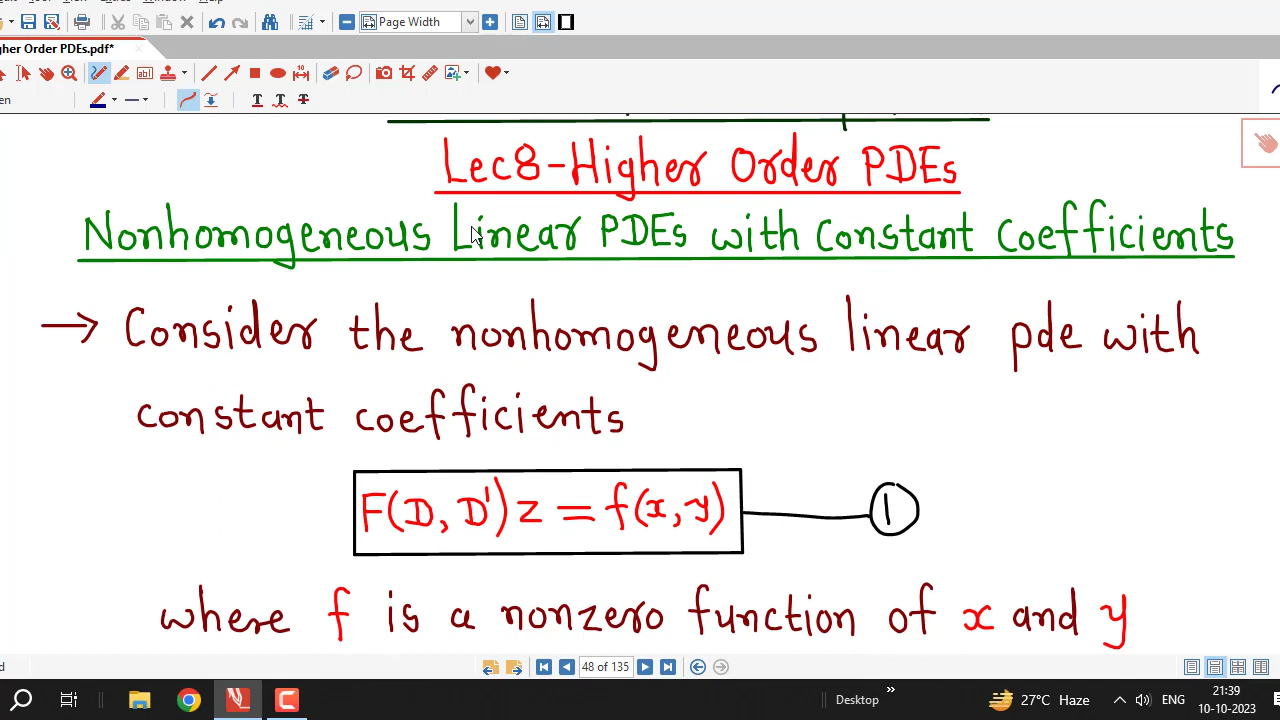 Page Width
gher Order PDEs.pdf*
Lec8-Higher Order PDEs
Nonhomogeneous Linear PDEs with Constant Coefficients
→ Consider the nonhomogeneous linear pde with
constant coefficients
F(D, D')z = f(x,y) 1
where f is a nonzero function of x and y
48 of 135
Desktop
27°C Haze
ENG
21:39
10-10-2023